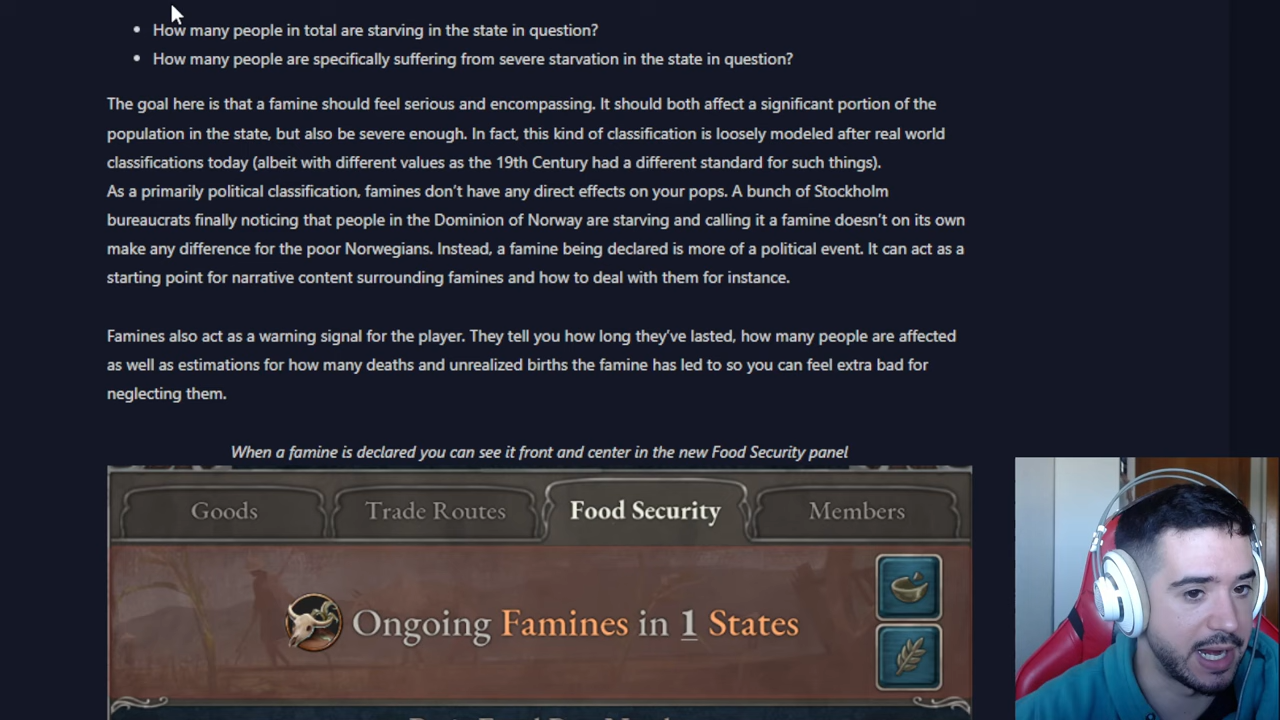 How many people in total are starving in the state in question?
How many people are specifically suffering from severe starvation in the state in question?
The goal here is that a famine should feel serious and encompassing. It should both affect a significant portion of the
population in the state, but also be severe enough. In fact, this kind of classification is loosely modeled after real world
classifications today (albeit with different values as the 19th Century had a different standard for such things).
As a primarily political classification, famines don't have any direct effects on your pops. A bunch of Stockholm
bureaucrats finally noticing that people in the Dominion of Norway are starving and calling it a famine doesn't on its own
make any difference for the poor Norwegians. Instead, a famine being declared is more of a political event. It can act as a
starting point for narrative content surrounding famines and how to deal with them for instance.
Famines also act as a warning signal for the player. They tell you how long they've lasted, how many people are affected
as well as estimations for how many deaths and unrealized births the famine has led to so you can feel extra bad for
neglecting them.
When a famine is declared you can see it front and center in the new Food Security panel
Goods Trade Routes Food Security Members
Ongoing Famines in 1 States